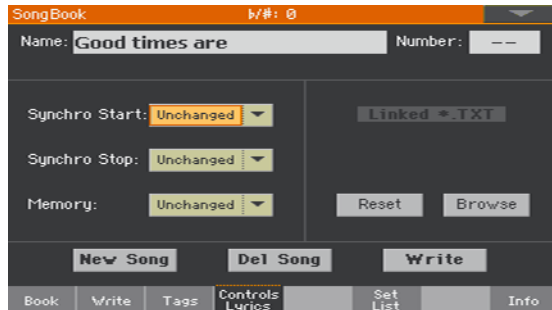 SongBook ♭/#: 0
Name: Good times are Number: --
Synchro Start: Unchanged Linked *.TXT
Synchro Stop: Unchanged
Memory: Unchanged Reset Browse
New Song Del Song Write
Book Write Tags Controls Lyrics Set List Info